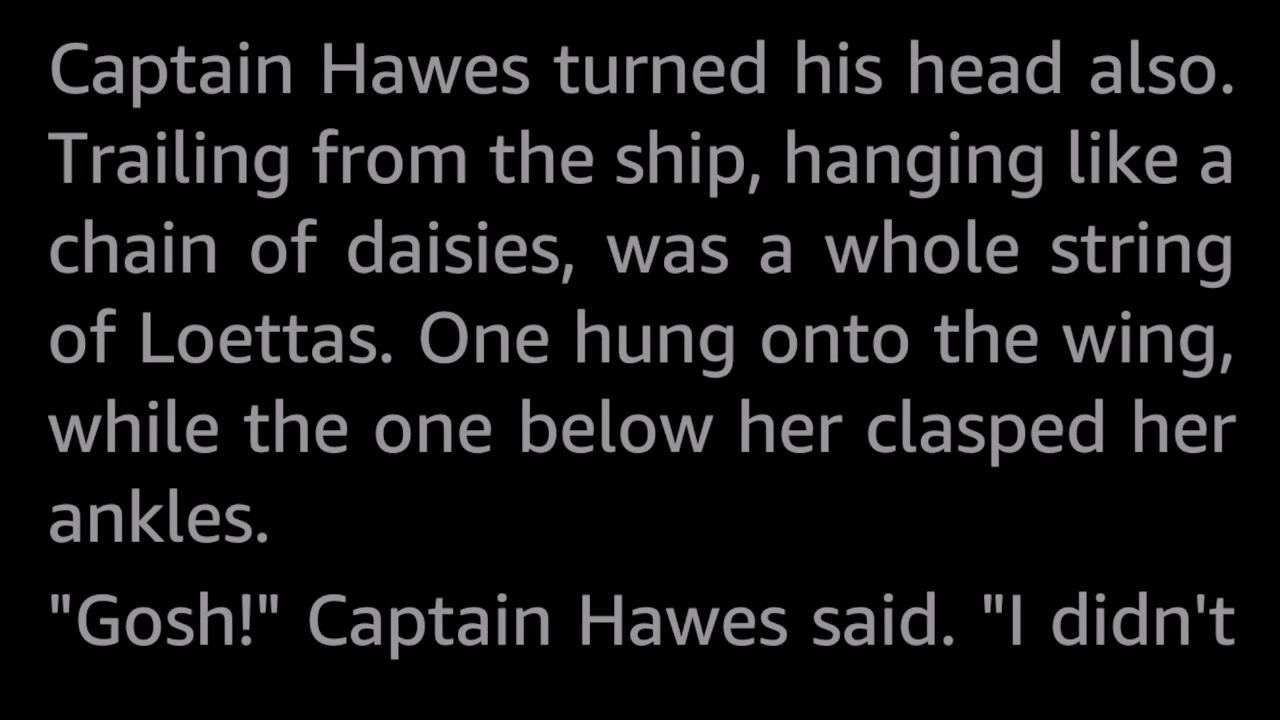 Captain Hawes turned his head also.
Trailing from the ship, hanging like a
chain of daisies, was a whole string
of Loettas. One hung onto the wing,
while the one below her clasped her
ankles.
"Gosh!" Captain Hawes said. "I didn't